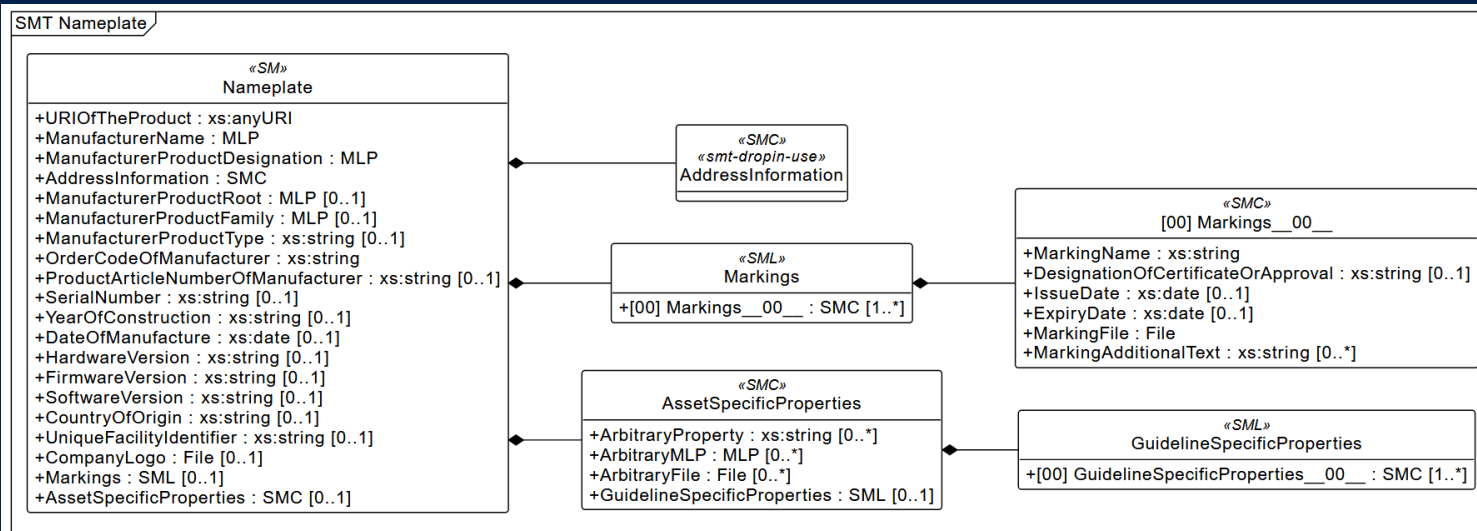 SMT Nameplate
«SM»
Nameplate
+URIOfTheProduct : xs:anyURI
+ManufacturerName : MLP
+ManufacturerProductDesignation : MLP
+AddressInformation : SMC
+ManufacturerProductRoot : MLP [0..1]
+ManufacturerProductFamily : MLP [0..1]
+ManufacturerProductType : xs:string [0..1]
+OrderCodeOfManufacturer : xs:string
+ProductArticleNumberOfManufacturer : xs:string [0..1]
+SerialNumber : xs:string [0..1]
+YearOfConstruction : xs:string [0..1]
+DateOfManufacture : xs:date [0..1]
+HardwareVersion : xs:string [0..1]
+FirmwareVersion : xs:string [0..1]
+SoftwareVersion : xs:string [0..1]
+CountryOfOrigin : xs:string [0..1]
+UniqueFacilityIdentifier : xs:string [0..1]
+CompanyLogo : File [0..1]
+Markings : SML [0..1]
+AssetSpecificProperties : SMC [0..1]
«SMC»
«smt-dropin-use»
AddressInformation
«SML»
Markings
+[00] Markings__00__ : SMC [1..*]
«SMC»
[00] Markings__00__
+MarkingName : xs:string
+DesignationOfCertificateOrApproval : xs:string [0..1]
+IssueDate : xs:date [0..1]
+ExpiryDate : xs:date [0..1]
+MarkingFile : File
+MarkingAdditionalText : xs:string [0..*]
«SMC»
AssetSpecificProperties
+ArbitraryProperty : xs:string [0..*]
+ArbitraryMLP : MLP [0..*]
+ArbitraryFile : File [0..*]
+GuidelineSpecificProperties : SML [0..1]
«SML»
GuidelineSpecificProperties
+[00] GuidelineSpecificProperties__00__ : SMC [1..*]